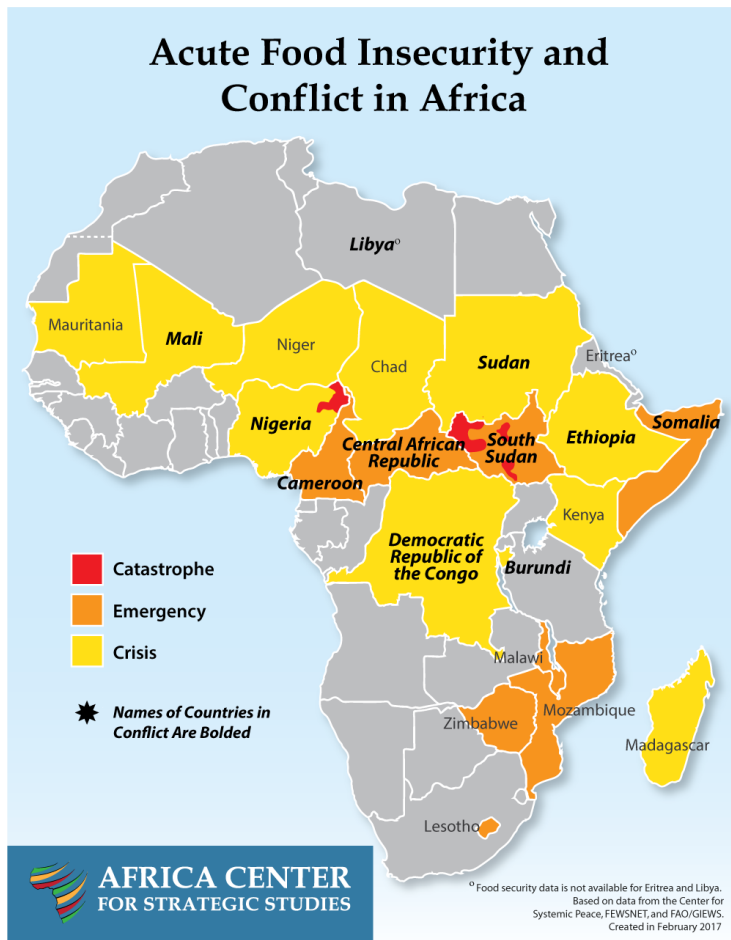 Acute Food Insecurity and
Conflict in Africa
Libyaº
Mauritania
Mali
Niger
Chad
Sudan
Eritreaº
Nigeria
Central African
Republic
South
Sudan
Ethiopia
Somalia
Cameroon
Kenya
Democratic
Republic of
the Congo
Burundi
Catastrophe
Emergency
Crisis
Names of Countries in
Conflict Are Bolded
Malawi
Mozambique
Zimbabwe
Madagascar
Lesotho
AFRICA CENTER
FOR STRATEGIC STUDIES
º Food security data is not available for Eritrea and Libya.
Based on data from the Center for
Systemic Peace, FEWSNET, and FAO/GIEWS.
Created in February 2017